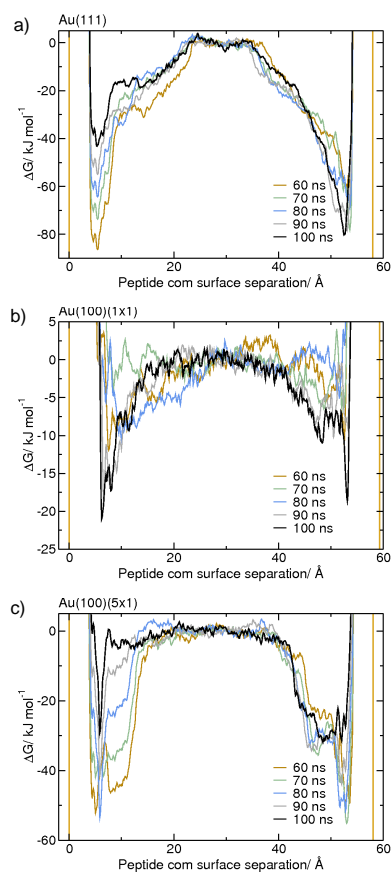 a) Au(111)
0
-20
-40
-60
-80
ΔG/ kJ mol⁻¹
60 ns
70 ns
80 ns
90 ns
100 ns
0 20 40 60
Peptide com surface separation/ Å
b) Au(100)(1x1)
5
0
-5
-10
-15
-20
-25
ΔG/ kJ mol⁻¹
60 ns
70 ns
80 ns
90 ns
100 ns
0 20 40 60
Peptide com surface separation/ Å
c) Au(100)(5x1)
0
-20
-40
-60
ΔG/ kJ mol⁻¹
60 ns
70 ns
80 ns
90 ns
100 ns
0 20 40 60
Peptide com surface separation/ Å